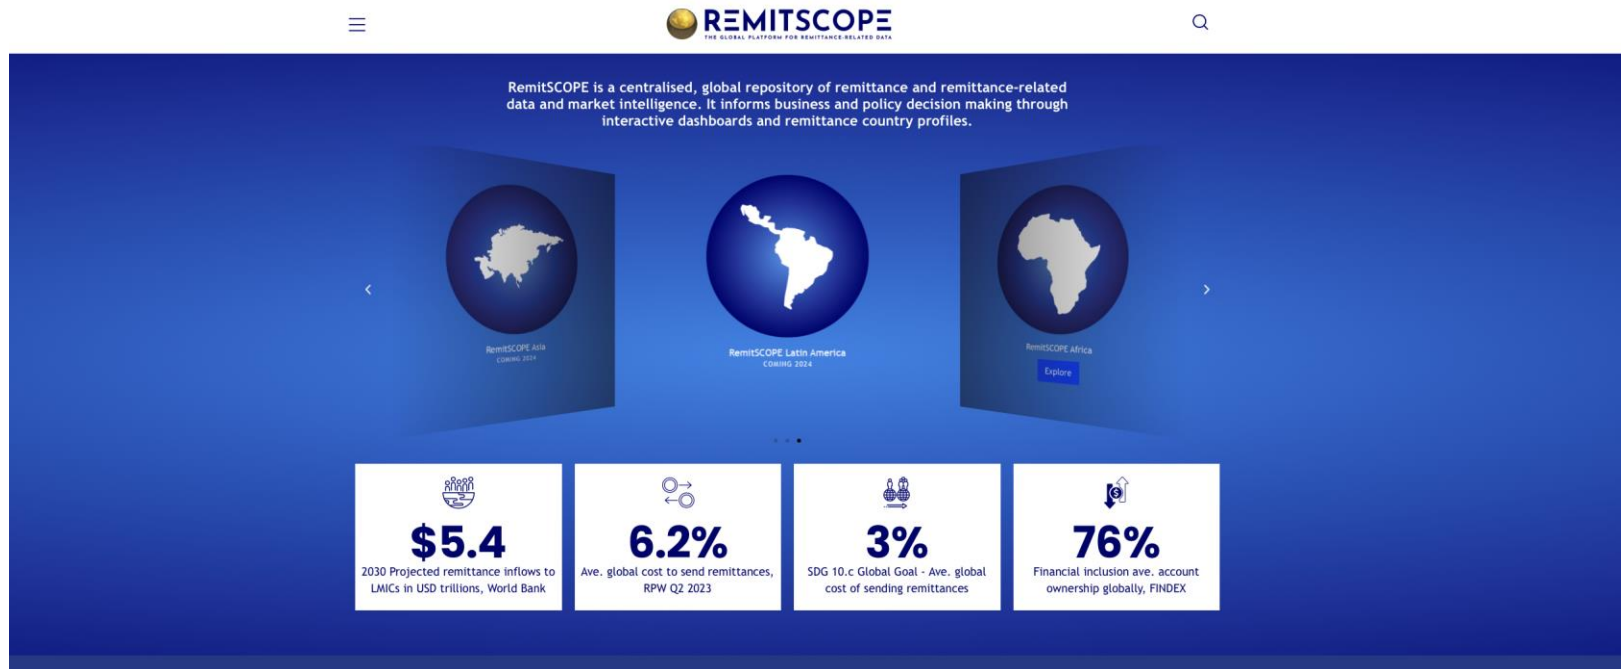 REMITSCOPE
THE GLOBAL PLATFORM FOR REMITTANCE-RELATED DATA
RemitSCOPE is a centralised, global repository of remittance and remittance-related
data and market intelligence. It informs business and policy decision making through
interactive dashboards and remittance country profiles.
RemitSCOPE Asia
COMING 2024
RemitSCOPE Latin America
COMING 2024
RemitSCOPE Africa
Explore
$5.4
2030 Projected remittance inflows to
LMICs in USD trillions, World Bank
6.2%
Ave. global cost to send remittances,
RPW Q2 2023
3%
SDG 10.c Global Goal - Ave. global
cost of sending remittances
76%
Financial inclusion ave. account
ownership globally, FINDEX